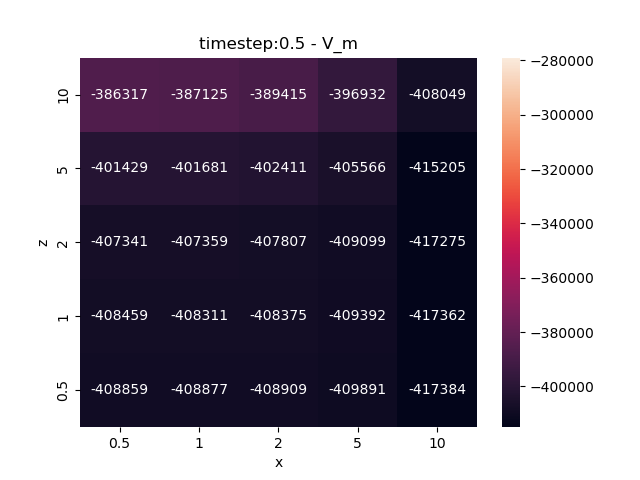 timestep:0.5 - V_m
10 -386317 -387125 -389415 -396932 -408049
5 -401429 -401681 -402411 -405566 -415205
2 -407341 -407359 -407807 -409099 -417275
1 -408459 -408311 -408375 -409392 -417362
0.5 -408859 -408877 -408909 -409891 -417384
0.5 1 2 5 10
x
z
−280000
−300000
−320000
−340000
−360000
−380000
−400000